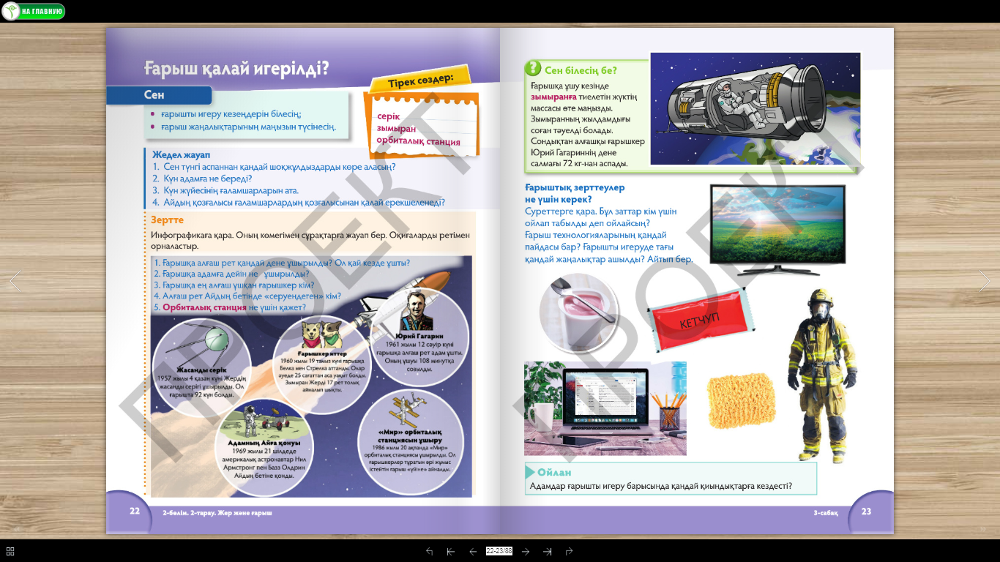 НА ГЛАВНУЮ
Ғарыш қалай игерілді?
Сен
ғарышты игеру кезеңдерін білесің;
ғарыш жаңалықтарының маңызын түсінесің.
Тірек сөздер:
серік
зымыран
орбиталық станция
Жедел жауап
1. Сен түнгі аспаннан қандай шоқжұлдыздарды көре аласың?
2. Күн адамға не береді?
3. Күн жүйесінің ғаламшарларын ата.
4. Айдың қозғалысы ғаламшарлардың қозғалысынан қалай ерекшеленеді?
Зертте
Инфографикаға қара. Оның көмегімен сұрақтарға жауап бер. Оқиғаларды ретімен
орналастыр.
1. Ғарышқа алғаш рет қандай дене ұшырылды? Ол қай кезде ұшты?
2. Ғарышқа адамға дейін не ұшырылды?
3. Ғарышқа ең алғаш ұшқан ғарышкер кім?
4. Алғаш рет Айдың бетінде «серуендеген» кім?
5. Орбиталық станция не үшін қажет?
Жасанды серік
1957 жылы 4 қазан күні Жердің
жасанды серігі ұшырылды. Ол
ғарышта 92 күн болды.
Ғарышкер иттер
1960 жылы 19 тамыз күні ғарышқа
Белка мен Стрелка аттанды. Олар
әуеде 25 сағаттан аса уақыт болды.
Зымыран Жерді 17 рет толық
айналып шықты.
Юрий Гагарин
1961 жылы 12 сәуір күні
ғарышқа алғаш рет адам ұшты.
Оның ұшуы 108 минутқа
созылды.
Адамның Айға қонуы
1969 жылы 21 шілдеде
америкалық астронавтар Нил
Армстронг пен Базз Олдрин
Айдың бетіне қонды.
«Мир» орбиталық
станциясын ұшыру
1986 жылы 20 ақпанда «Мир»
орбиталық станциясы ұшырылды. Ол
ғарышкерлер тұратын әрі жұмыс
істейтін ғарыш «үйіне» айналды.
22
2-бөлім. 2-тарау. Жер және ғарыш
? Сен білесің бе?
Ғарышқа ұшу кезінде
зымыранға тиелетін жүктің
массасы өте маңызды.
Зымыранның жылдамдығы
соған тәуелді болады.
Сондықтан алғашқы ғарышкер
Юрий Гагариннің дене
салмағы 72 кг-нан аспады.
Ғарыштық зерттеулер
не үшін керек?
Суреттерге қара. Бұл заттар кім үшін
ойлап табылды деп ойлайсың?
Ғарыш технологияларының қандай
пайдасы бар? Ғарышты игеруде тағы
қандай жаңалықтар ашылды? Айтып бер.
КЕТЧУП
Ойлан
Адамдар ғарышты игеру барысында қандай қиындықтарға кездесті?
3-сабақ
23
ПРОЕКТ
ПРОЕКТ
22-23/88